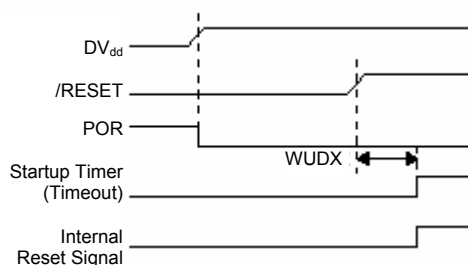 DVdd
/RESET
POR
WUDX
Startup Timer
(Timeout)
Internal
Reset Signal